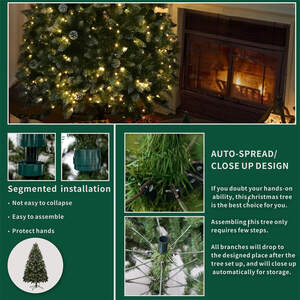 Segmented installation
• Not easy to collapse
• Easy to assemble
• Protect hands
AUTO-SPREAD/
CLOSE UP DESIGN
If you doubt your hands-on
ability, this christmas tree
is the best choice for you.
Assembling this tree only
requires few steps.
All branches will drop to
the designed place after the
tree set up, and will close up
automatically for storage.